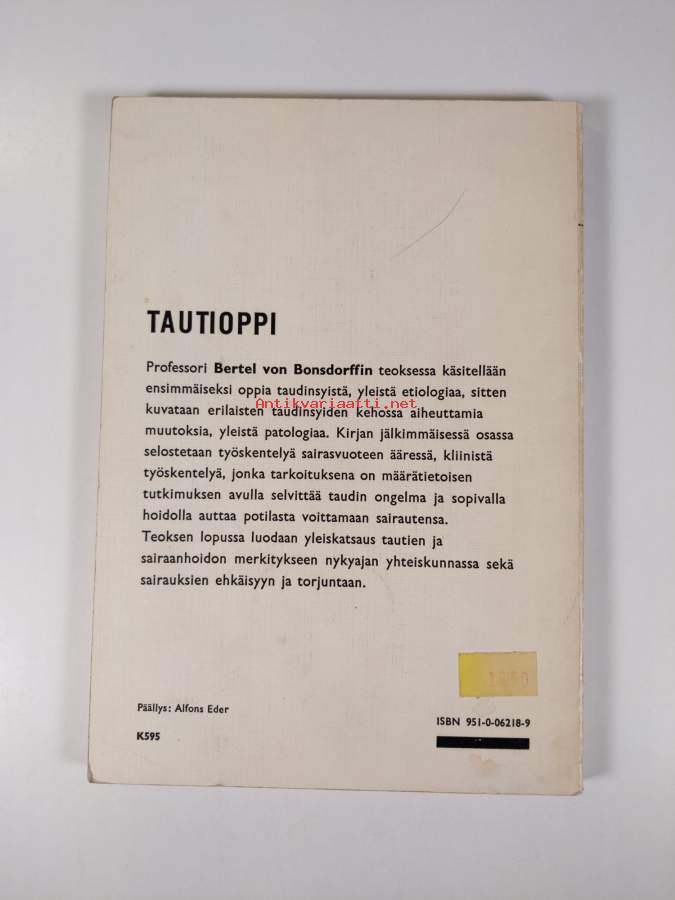 TAUTIOPPI
Professori Bertel von Bonsdorffin teoksessa käsitellään
ensimmäiseksi oppia taudinsyistä, yleistä etiologiaa, sitten
kuvataan erilaisten taudinsyiden kehossa aiheuttamia
Antikvariaatti.net
muutoksia, yleistä patologiaa. Kirjan jälkimmäisessä osassa
selostetaan työskentelyä sairasvuoteen ääressä, kliinistä
työskentelyä, jonka tarkoituksena on määrätietoisen
tutkimuksen avulla selvittää taudin ongelma ja sopivalla
hoidolla auttaa potilasta voittamaan sairautensa.
Teoksen lopussa luodaan yleiskatsaus tautien ja
sairaanhoidon merkitykseen nykyajan yhteiskunnassa sekä
sairauksien ehkäisyyn ja torjuntaan.
Päällys: Alfons Eder
ISBN 951-0-06218-9
K595